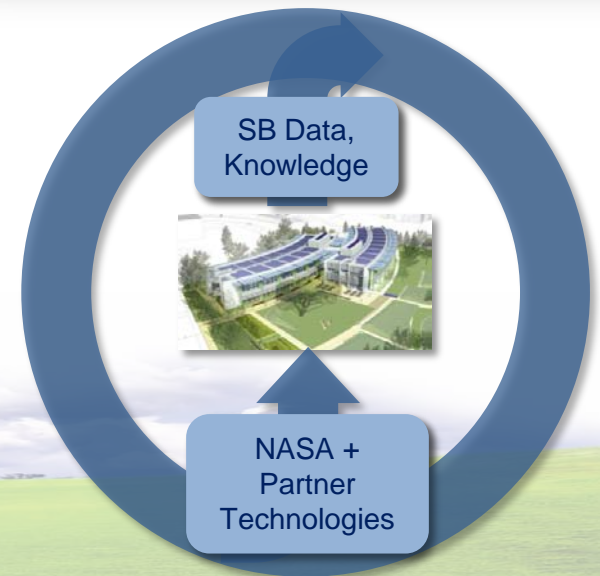 SB Data,
Knowledge
NASA +
Partner
Technologies